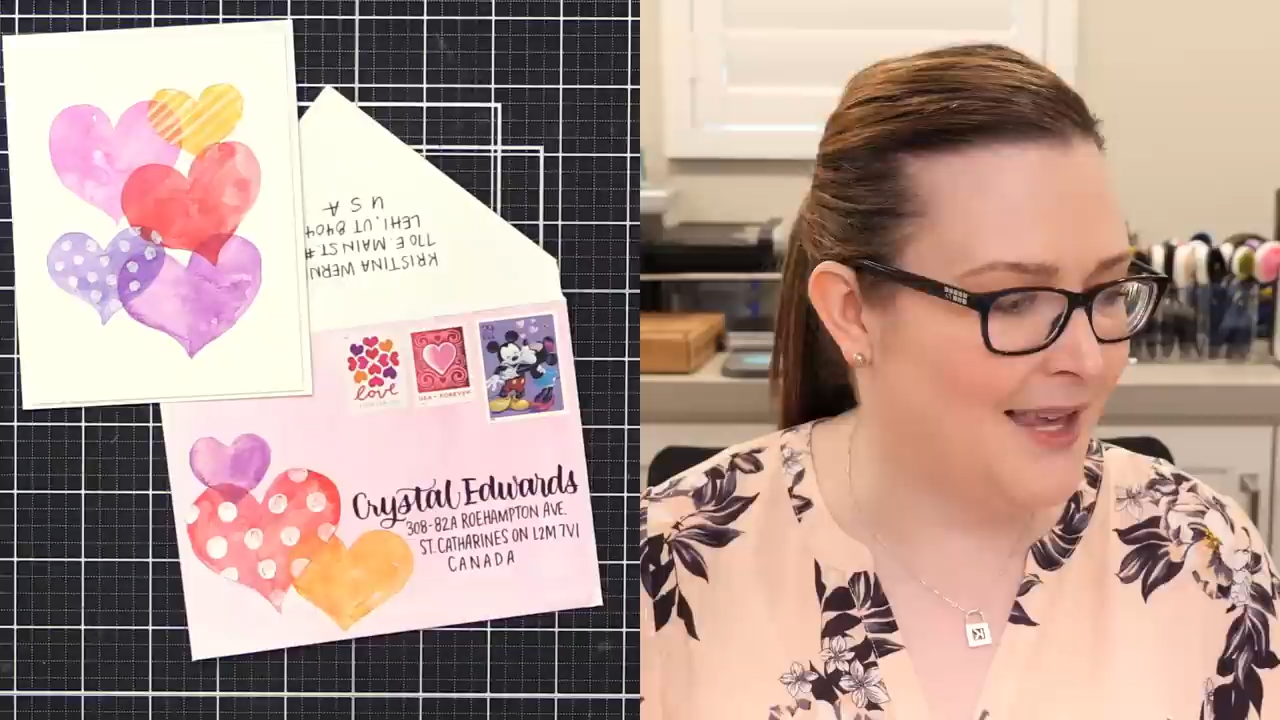 KRISTINA WERN
770 E. MAIN ST #
LEHI, UT 8404
U S A
love
USA • FOREVER
Crystal Edwards
308-82A ROEHAMPTON AVE.
ST. CATHARINES ON L2M 7V1
CANADA
K